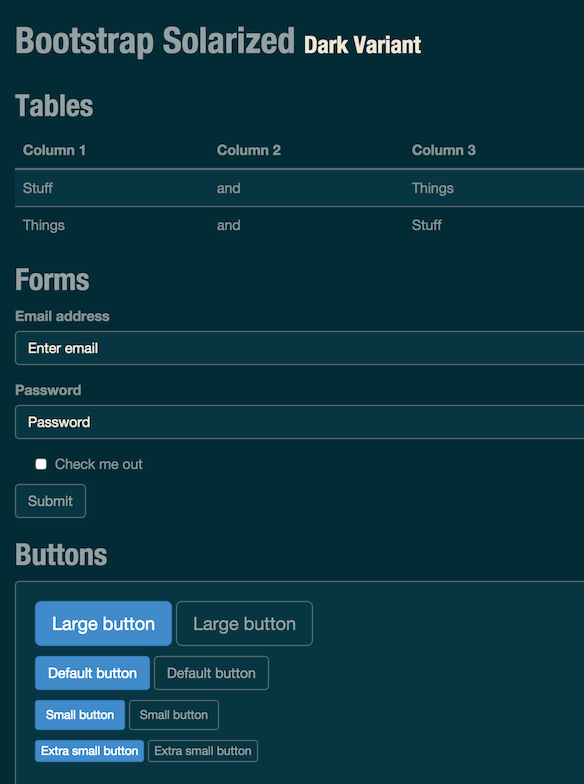 Bootstrap Solarized Dark Variant
Tables
Column 1 Column 2 Column 3
Stuff and Things
Things and Stuff
Forms
Email address
Enter email
Password
Password
Check me out
Submit
Buttons
Large button Large button
Default button Default button
Small button Small button
Extra small button Extra small button